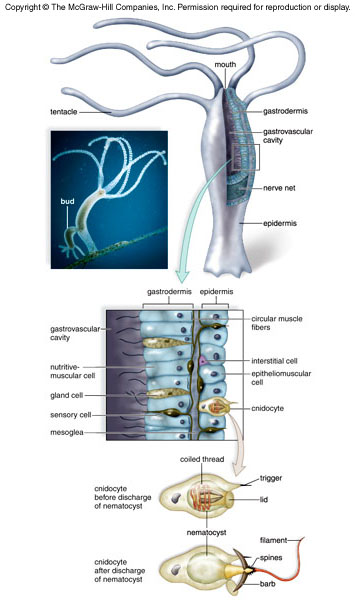 Copyright © The McGraw-Hill Companies, Inc. Permission required for reproduction or display.
mouth
tentacle
gastrodermis
gastrovascular
cavity
nerve net
epidermis
bud
gastrodermis
epidermis
gastrovascular
cavity
nutritive-
muscular cell
gland cell
sensory cell
mesoglea
circular muscle
fibers
interstitial cell
epitheliomuscular
cell
cnidocyte
coiled thread
cnidocyte
before discharge
of nematocyst
trigger
lid
nematocyst
cnidocyte
after discharge
of nematocyst
filament
spines
barb